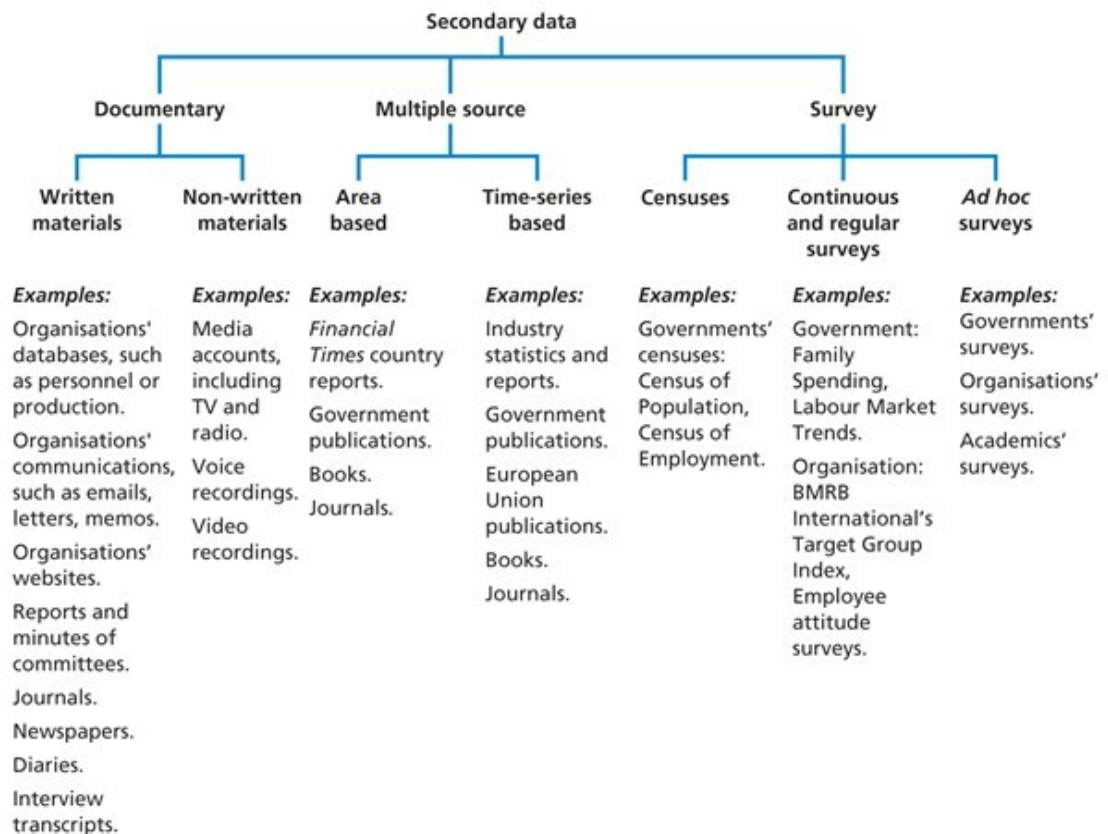 Secondary data
Documentary
Multiple source
Survey
Written
materials
Non-written
materials
Area
based
Time-series
based
Censuses
Continuous
and regular
surveys
Ad hoc
surveys
Examples:
Organisations'
databases, such
as personnel or
production.
Organisations'
communications,
such as emails,
letters, memos.
Organisations’
websites.
Reports and
minutes of
committees.
Journals.
Newspapers.
Diaries.
Interview
transcripts.
Examples:
Media
accounts,
including
TV and
radio.
Voice
recordings.
Video
recordings.
Examples:
Financial
Times country
reports.
Government
publications.
Books.
Journals.
Examples:
Industry
statistics and
reports.
Government
publications.
European
Union
publications.
Books.
Journals.
Examples:
Governments’
censuses:
Census of
Population,
Census of
Employment.
Examples:
Government:
Family
Spending,
Labour Market
Trends.
Organisation:
BMRB
International’s
Target Group
Index,
Employee
attitude
surveys.
Examples:
Governments’
surveys.
Organisations’
surveys.
Academics’
surveys.